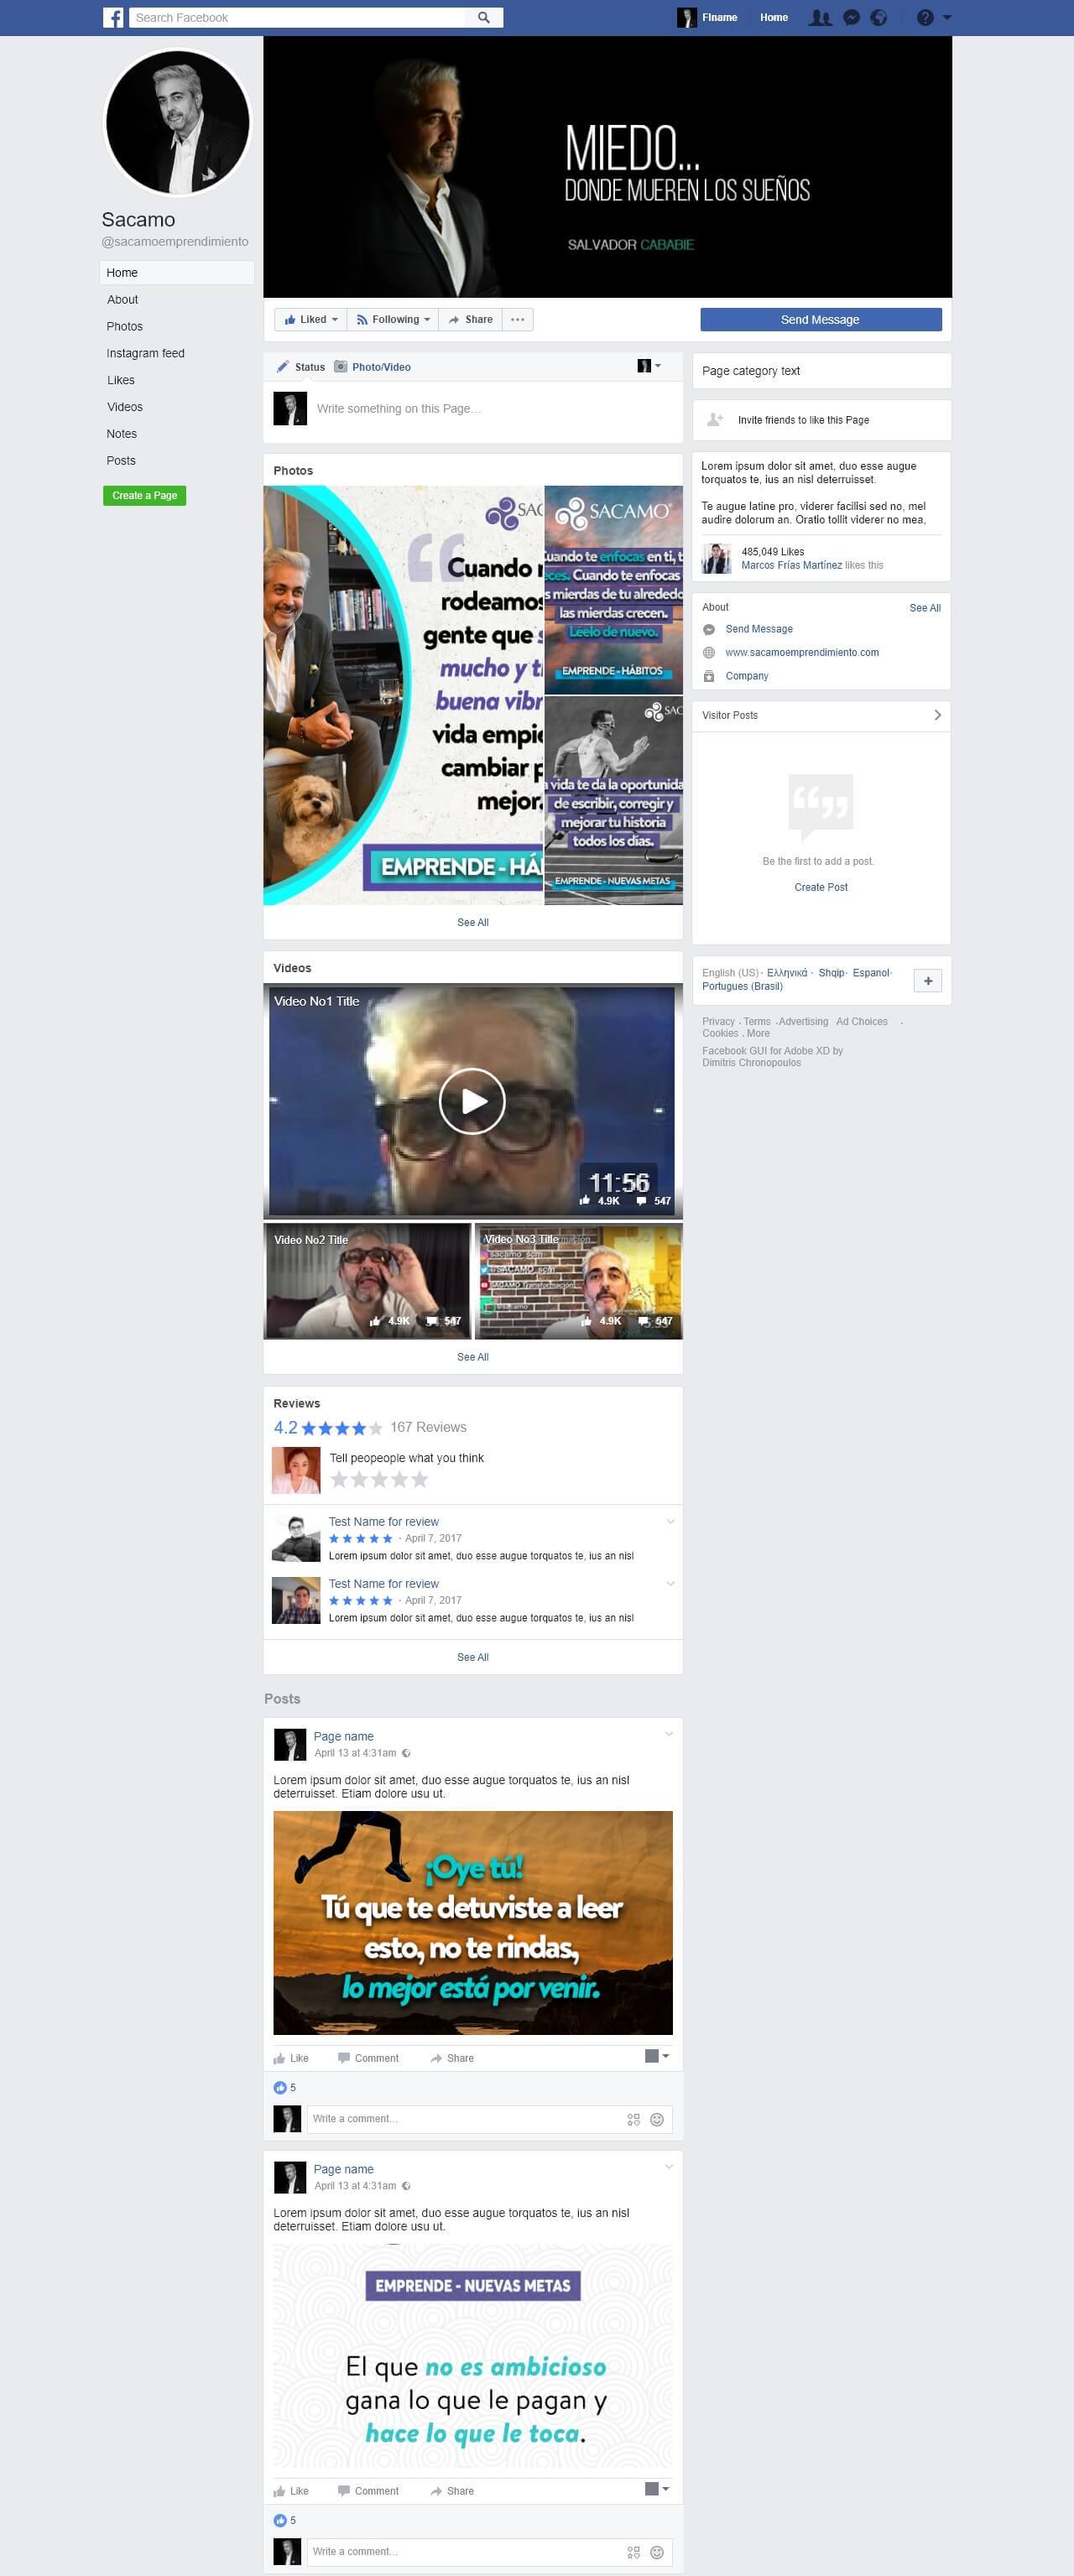 Search Facebook
Finame
Home
Sacamo
@sacamoemprendimiento
Home
About
Photos
Instagram feed
Likes
Videos
Notes
Posts
Create a Page
MIEDO...
DONDE MUEREN LOS SUEÑOS
SALVADOR CABABIE
Liked
Following
Share
Send Message
Status
Photo/Video
Write something on this Page...
Photos
SAC
Cuando
rodeamos
gente que
mucho y
buena vibr
vida empi
cambiar
mejor.
EMPRENDE - HÁ
SACAMO
uando te enfocas en ti, t
ces. Cuando te enfocas
s mierdas de tu alrededo
las mierdas crecen.
Leelo de nuevo.
EMPRENDE - HÁBITOS
SAC
a vida te da la oportunida
de escribir, corregir y
mejorar tu historia
todos los días.
EMPRENDE - NUEVAS METAS
See All
Videos
Video No1 Title
11:56
4.9K 547
Video No2 Title
4.9K 547
Video No3 Title
4.9K 547
See All
Reviews
4.2 167 Reviews
Tell peopeople what you think
Test Name for review
· April 7, 2017
Lorem ipsum dolor sit amet, duo esse augue torquatos te, ius an nisl
Test Name for review
· April 7, 2017
Lorem ipsum dolor sit amet, duo esse augue torquatos te, ius an nisl
See All
Posts
Page name
April 13 at 4:31am
Lorem ipsum dolor sit amet, duo esse augue torquatos te, ius an nisl
deterruisset. Etiam dolore usu ut.
¡Oye tú!
Tú que te detuviste a leer
esto, no te rindas,
lo mejor está por venir.
Like Comment Share
5
Write a comment...
Page name
April 13 at 4:31am
Lorem ipsum dolor sit amet, duo esse augue torquatos te, ius an nisl
deterruisset. Etiam dolore usu ut.
EMPRENDE - NUEVAS METAS
El que no es ambicioso
gana lo que le pagan y
hace lo que le toca.
Like Comment Share
5
Write a comment...
Page category text
Invite friends to like this Page
Lorem ipsum dolor sit amet, duo esse augue
torquatos te, ius an nisl deterruisset.
Te augue latine pro, viderer facilisi sed no, mel
audire dolorum an. Oratio tollit viderer no mea,
485,049 Likes
Marcos Frías Martínez likes this
About
See All
Send Message
www.sacamoemprendimiento.com
Company
Visitor Posts
Be the first to add a post.
Create Post
English (US) · Ελληνικά · Shqip · Espanol ·
Portugues (Brasil)
Privacy . Terms . Advertising Ad Choices .
Cookies . More
Facebook GUI for Adobe XD by
Dimitris Chronopoulos